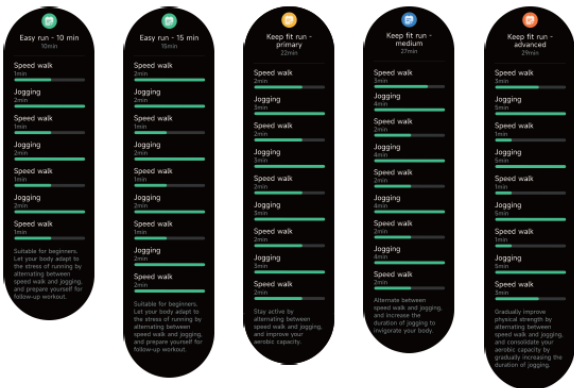 Easy run - 10 min
10min
Speed walk
1min
Jogging
2min
Speed walk
1min
Jogging
2min
Speed walk
1min
Jogging
2min
Speed walk
1min
Suitable for beginners.
Let your body adapt to
the stress of running by
alternating between
speed walk and jogging,
and prepare yourself for
follow-up workout.
Easy run - 15 min
15min
Speed walk
2min
Jogging
2min
Speed walk
1min
Jogging
2min
Speed walk
1min
Jogging
2min
Speed walk
1min
Jogging
2min
Speed walk
2min
Suitable for beginners.
Let your body adapt to
the stress of running by
alternating between
speed walk and jogging,
and prepare yourself for
follow-up workout.
Keep fit run -
primary
22min
Speed walk
2min
Jogging
3min
Speed walk
2min
Jogging
3min
Speed walk
2min
Jogging
3min
Speed walk
2min
Jogging
3min
Speed walk
2min
Stay active by
alternating between
speed walk and jogging,
and improve your
aerobic capacity.
Keep fit run -
medium
27min
Speed walk
3min
Jogging
4min
Speed walk
2min
Jogging
4min
Speed walk
2min
Jogging
4min
Speed walk
2min
Jogging
4min
Speed walk
2min
Alternate between
speed walk and jogging,
and increase the
duration of jogging to
invigorate your body.
Keep fit run -
advanced
29min
Speed walk
3min
Jogging
5min
Speed walk
1min
Jogging
5min
Speed walk
1min
Jogging
5min
Speed walk
1min
Jogging
5min
Speed walk
3min
Gradually improve
physical strength by
alternating between
speed walk and jogging,
and consolidate your
aerobic capacity by
gradually increasing the
duration of jogging.